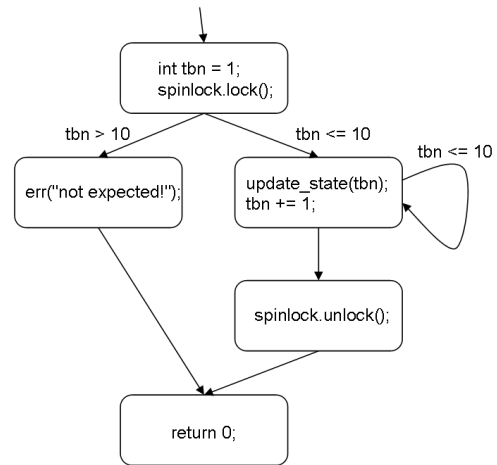 int tbn = 1;
spinlock.lock();
tbn > 10
tbn <= 10
tbn <= 10
err("not expected!");
update_state(tbn);
tbn += 1;
spinlock.unlock();
return 0;